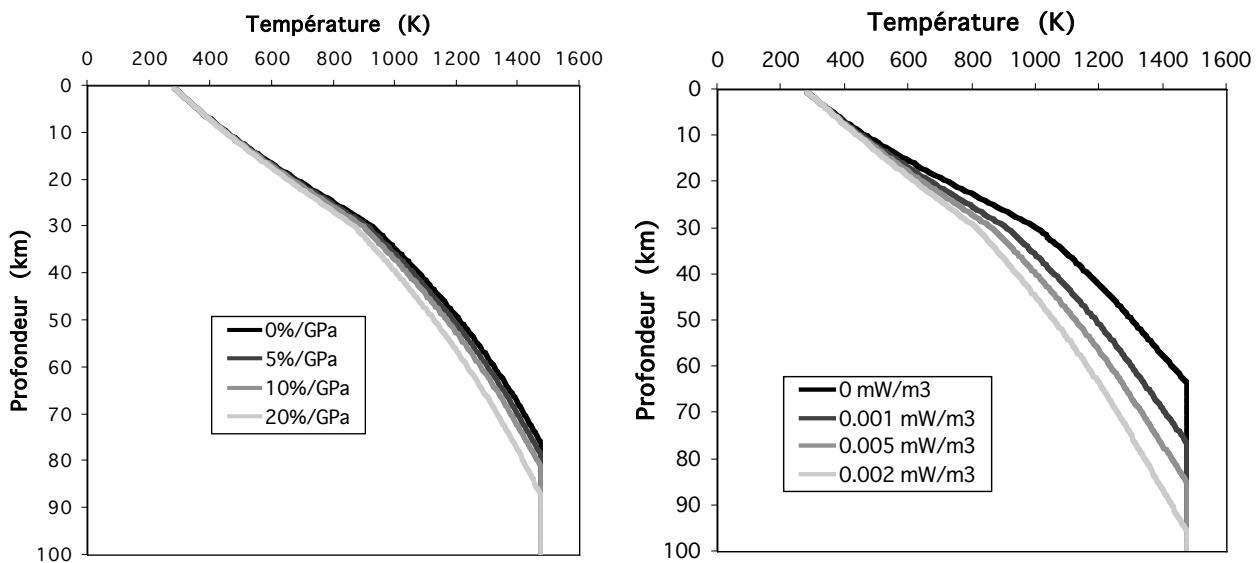 Température (K)
0 200 400 600 800 1000 1200 1400 1600
0
10
20
30
40
50
60
70
80
90
100
Profondeur (km)
0%/GPa
5%/GPa
10%/GPa
20%/GPa
Température (K)
0 200 400 600 800 1000 1200 1400 1600
0
10
20
30
40
50
60
70
80
90
100
Profondeur (km)
0 mW/m3
0.001 mW/m3
0.005 mW/m3
0.002 mW/m3